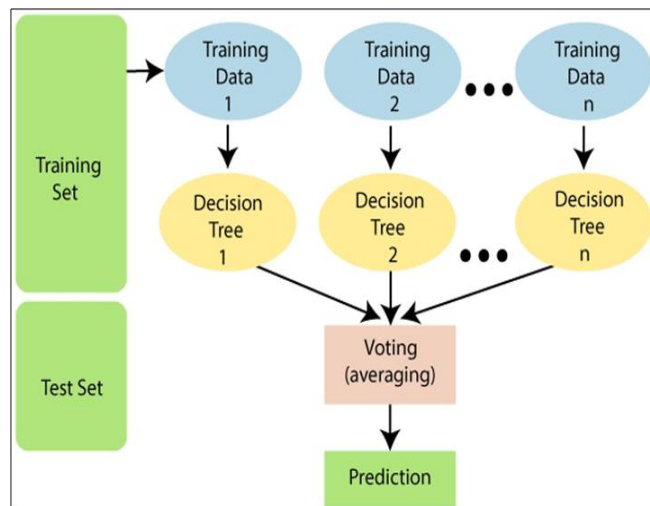 Training
Set
Test Set
Training
Data
1
Training
Data
2
Training
Data
n
Decision
Tree
1
Decision
Tree
2
Decision
Tree
n
Voting
(averaging)
Prediction